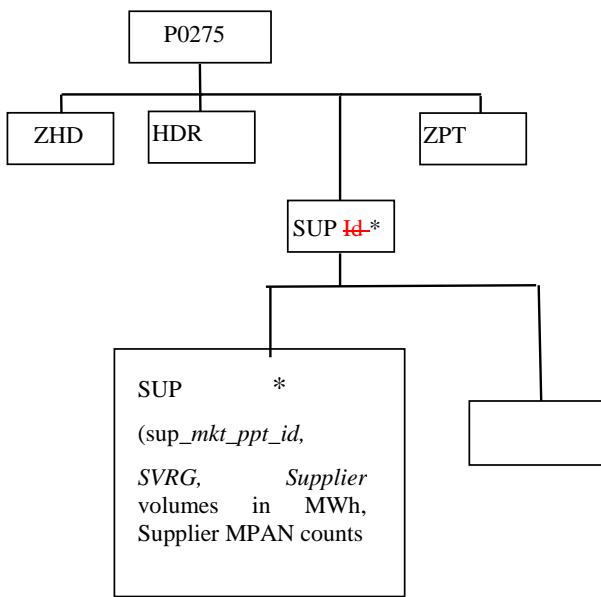 P0275
ZHD
HDR
ZPT
SUP Id *
SUP *
(sup_mkt_ppt_id,
SVRG, Supplier
volumes in MWh,
Supplier MPAN counts